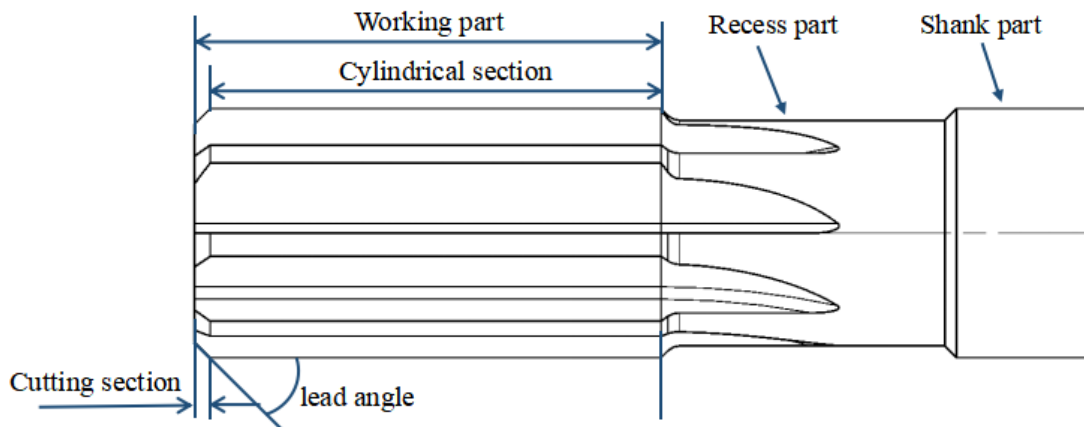 Working part
Recess part
Shank part
Cylindrical section
Cutting section
lead angle